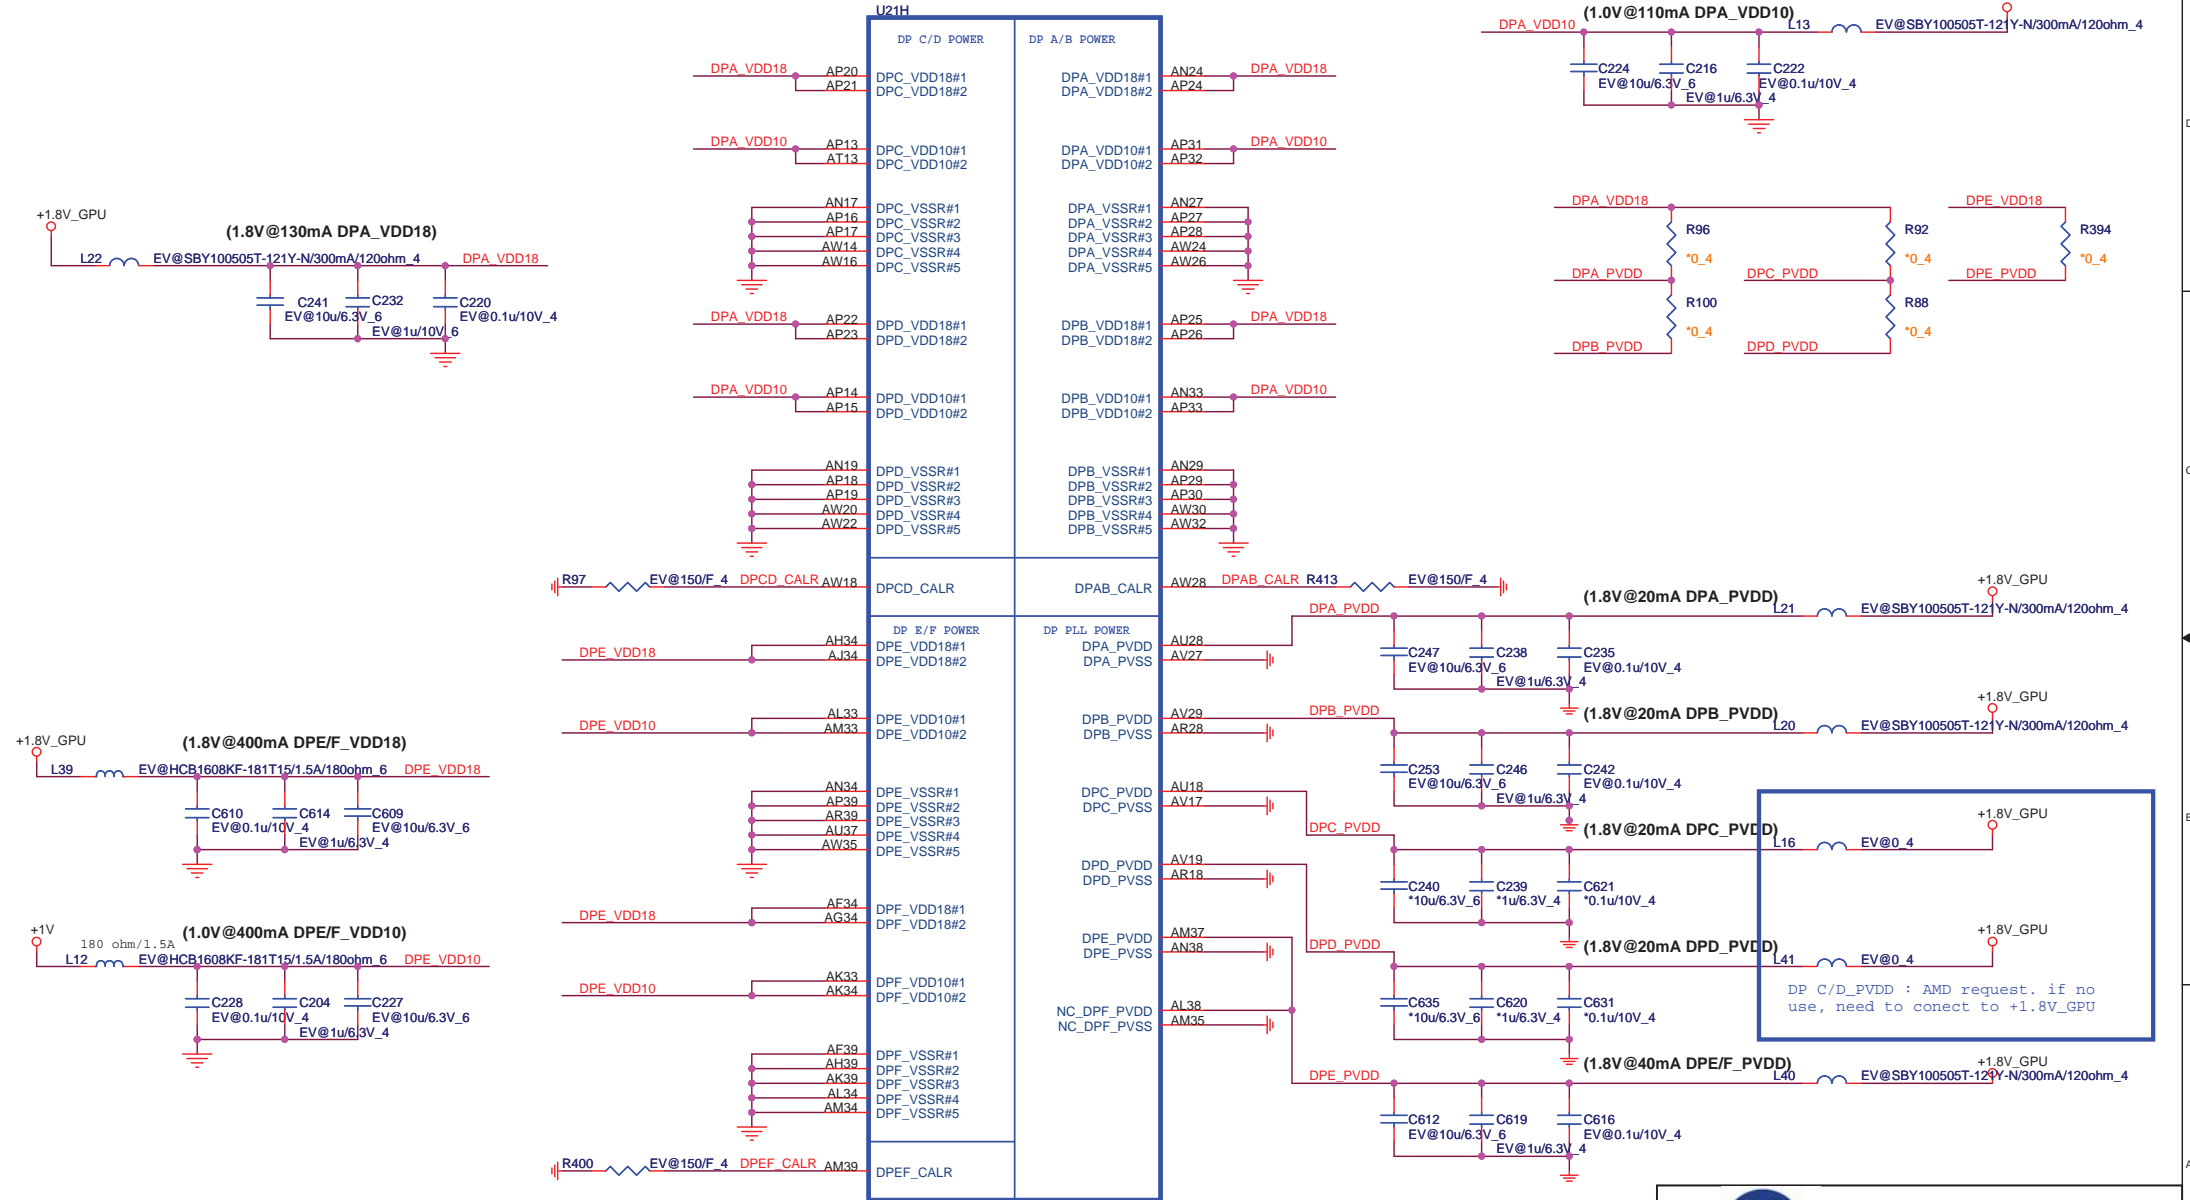 U21H
DP C/D POWER
DP A/B POWER
DPA_VDD18 AP20 DPC_VDD18#1
AP21 DPC_VDD18#2
DPA_VDD10 AP13 DPC_VDD10#1
AT13 DPC_VDD10#2
AN17 DPC_VSSR#1
AP16 DPC_VSSR#2
AP17 DPC_VSSR#3
AW14 DPC_VSSR#4
AW16 DPC_VSSR#5
DPA_VDD18 AP22 DPD_VDD18#1
AP23 DPD_VDD18#2
DPA_VDD10 AP14 DPD_VDD10#1
AP15 DPD_VDD10#2
AN19 DPD_VSSR#1
AP18 DPD_VSSR#2
AP19 DPD_VSSR#3
AW20 DPD_VSSR#4
AW22 DPD_VSSR#5
R97 EV@150/F_4 DPCD_CALR AW18 DPCD_CALR
DPA_VDD18#1 AN24 DPA_VDD18
DPA_VDD18#2 AP24
DPA_VDD10#1 AP31 DPA_VDD10
DPA_VDD10#2 AP32
DPA_VSSR#1 AN27
DPA_VSSR#2 AP27
DPA_VSSR#3 AP28
DPA_VSSR#4 AW24
DPA_VSSR#5 AW26
DPB_VDD18#1 AP25 DPA_VDD18
DPB_VDD18#2 AP26
DPB_VDD10#1 AN33 DPA_VDD10
DPB_VDD10#2 AP33
DPB_VSSR#1 AN29
DPB_VSSR#2 AP29
DPB_VSSR#3 AP30
DPB_VSSR#4 AW30
DPB_VSSR#5 AW32
DPAB_CALR AW28 DPAB_CALR R413 EV@150/F_4
DP E/F POWER
DPE_VDD18 AH34 DPE_VDD18#1
AJ34 DPE_VDD18#2
DPE_VDD10 AL33 DPE_VDD10#1
AM33 DPE_VDD10#2
AN34 DPE_VSSR#1
AP39 DPE_VSSR#2
AR39 DPE_VSSR#3
AU37 DPE_VSSR#4
AW35 DPE_VSSR#5
DPE_VDD18 AF34 DPF_VDD18#1
AG34 DPF_VDD18#2
DPE_VDD10 AK33 DPF_VDD10#1
AK34 DPF_VDD10#2
AF39 DPF_VSSR#1
AH39 DPF_VSSR#2
AK39 DPF_VSSR#3
AL34 DPF_VSSR#4
AM34 DPF_VSSR#5
R400 EV@150/F_4 DPEF_CALR AM39 DPEF_CALR
DP PLL POWER
DPA_PVDD AU28
DPA_PVSS AV27
DPB_PVDD AV29
DPB_PVSS AR28
DPC_PVDD AU18
DPC_PVSS AV17
DPD_PVDD AV19
DPD_PVSS AR18
DPE_PVDD AM37
DPE_PVSS AN38
NC_DPF_PVDD AL38
NC_DPF_PVSS AM35
+1.8V_GPU
(1.8V@130mA DPA_VDD18)
L22 EV@SBY100505T-121Y-N/300mA/120ohm_4 DPA_VDD18
C241 C232 C220
EV@10u/6.3V_6 EV@0.1u/10V_4
EV@1u/10V_6
+1.8V_GPU
(1.8V@400mA DPE/F_VDD18)
L39 EV@HCB1608KF-181T15/1.5A/180ohm_6 DPE_VDD18
C610 C614 C609
EV@0.1u/10V_4 EV@10u/6.3V_6
EV@1u/6.3V_4
+1V
180 ohm/1.5A
(1.0V@400mA DPE/F_VDD10)
L12 EV@HCB1608KF-181T15/1.5A/180ohm_6 DPE_VDD10
C228 C204 C227
EV@0.1u/10V_4 EV@10u/6.3V_6
EV@1u/6.3V_4
(1.0V@110mA DPA_VDD10)
DPA_VDD10 L13 EV@SBY100505T-121Y-N/300mA/120ohm_4
C224 C216 C222
EV@10u/6.3V_6 EV@0.1u/10V_4
EV@1u/6.3V_4
DPA_VDD18 DPE_VDD18
R96 R92 R394
*0_4 *0_4 *0_4
DPA_PVDD DPC_PVDD DPE_PVDD
R100 R88
*0_4 *0_4
DPB_PVDD DPD_PVDD
+1.8V_GPU
(1.8V@20mA DPA_PVDD)
DPA_PVDD L21 EV@SBY100505T-121Y-N/300mA/120ohm_4
C247 C238 C235
EV@10u/6.3V_6 EV@0.1u/10V_4
EV@1u/6.3V_4
+1.8V_GPU
(1.8V@20mA DPB_PVDD)
DPB_PVDD L20 EV@SBY100505T-121Y-N/300mA/120ohm_4
C253 C246 C242
EV@10u/6.3V_6 EV@0.1u/10V_4
EV@1u/6.3V_4
+1.8V_GPU
(1.8V@20mA DPC_PVDD)
DPC_PVDD L16 EV@0_4
C240 C239 C621
*10u/6.3V_6 *1u/6.3V_4 *0.1u/10V_4
+1.8V_GPU
(1.8V@20mA DPD_PVDD)
DPD_PVDD L41 EV@0_4
C635 C620 C631
*10u/6.3V_6 *1u/6.3V_4 *0.1u/10V_4
DP C/D_PVDD : AMD request. if no
use, need to conect to +1.8V_GPU
+1.8V_GPU
(1.8V@40mA DPE/F_PVDD)
DPE_PVDD L40 EV@SBY100505T-121Y-N/300mA/120ohm_4
C612 C619 C616
EV@10u/6.3V_6 EV@0.1u/10V_4
EV@1u/6.3V_4